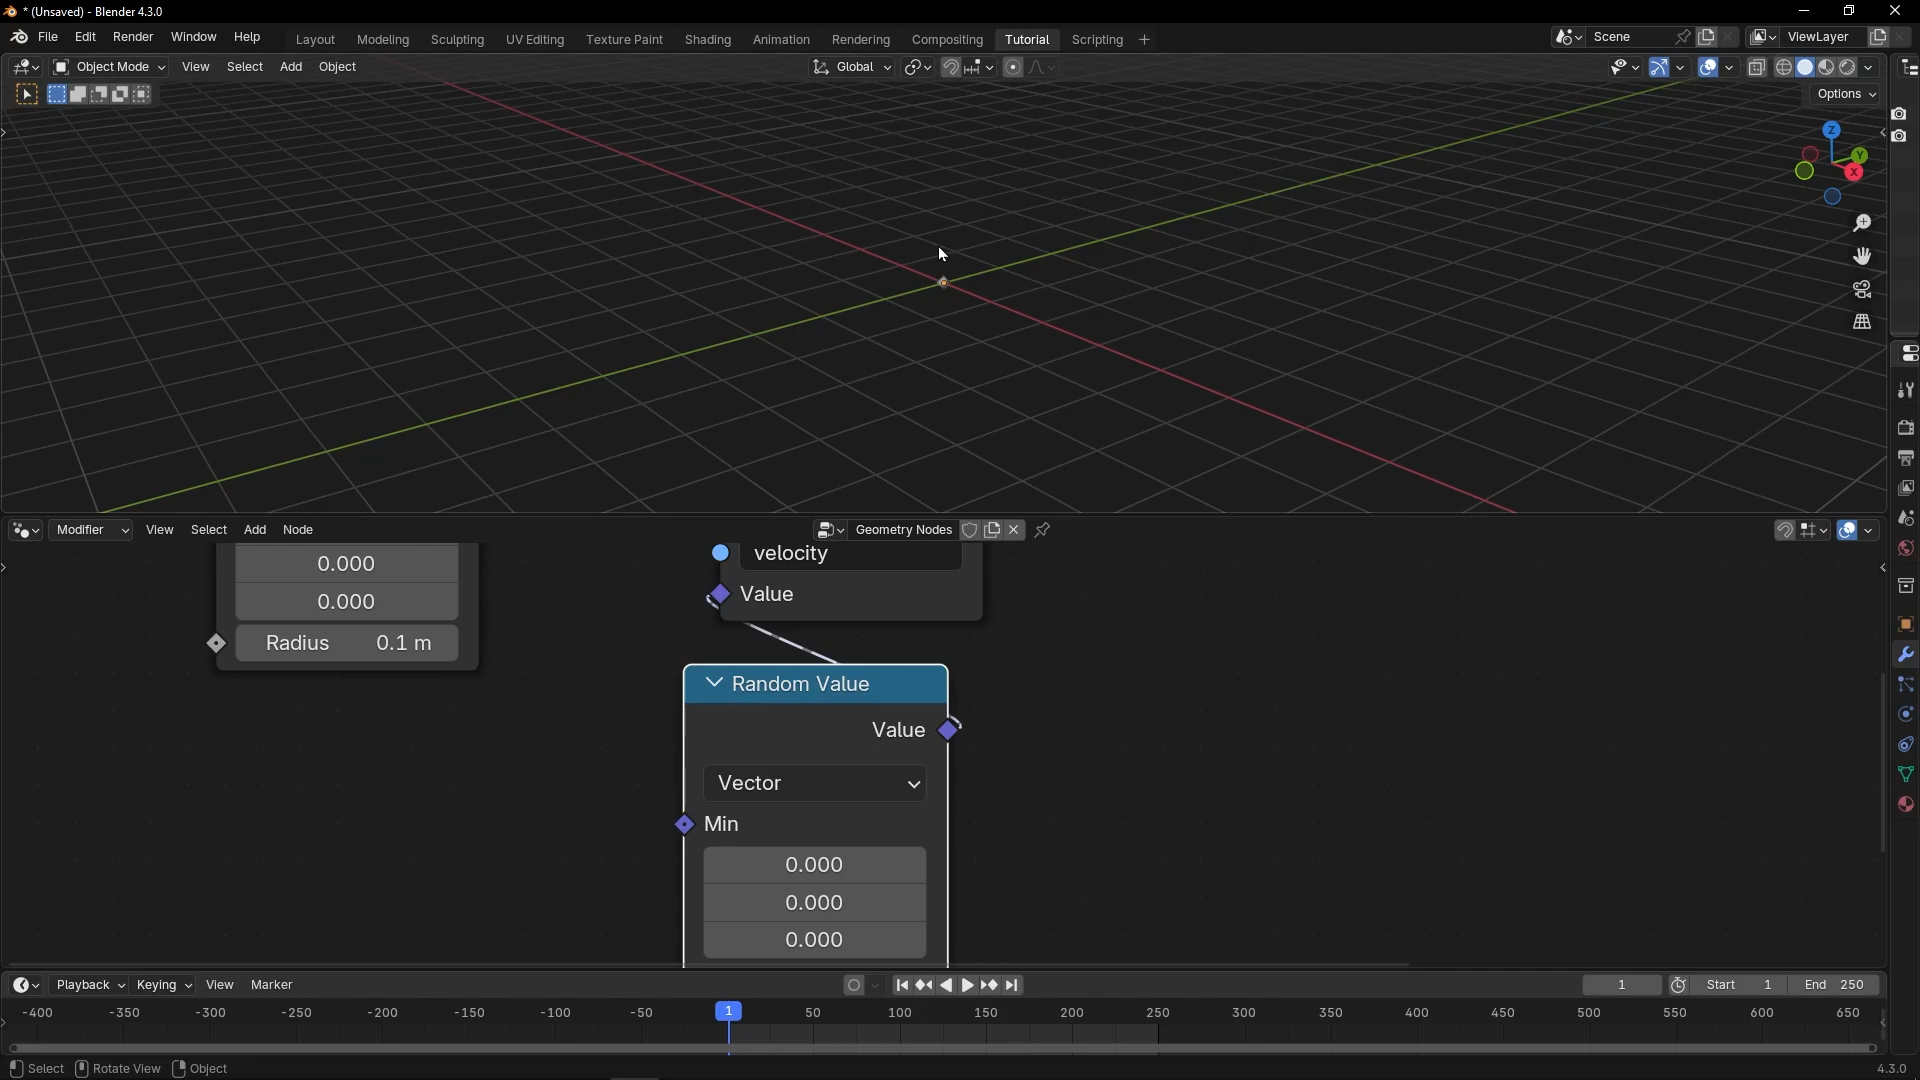 * (Unsaved) - Blender 4.3.0
File Edit Render Window Help Layout Modeling Sculpting UV Editing Texture Paint Shading Animation Rendering Compositing Tutorial Scripting + Scene ViewLayer
Object Mode View Select Add Object Global
Options
Z
Y
X
Modifier View Select Add Node Geometry Nodes
velocity
0.000
Value
0.000
Radius 0.1 m
Random Value
Value
Vector
Min
0.000
0.000
0.000
Playback Keying View Marker 1 Start 1 End 250
-400 -350 -300 -250 -200 -150 -100 -50 1 50 100 150 200 250 300 350 400 450 500 550 600 650
Select Rotate View Object 4.3.0